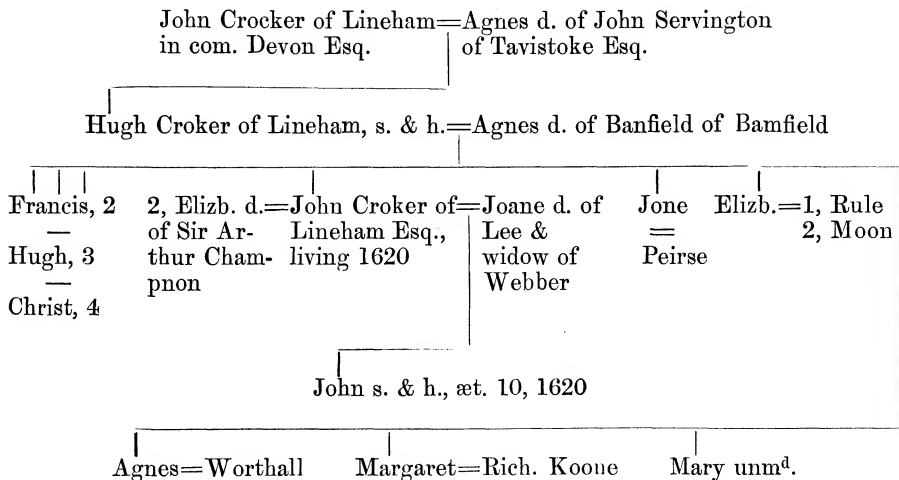 John Crocker of Lineham=Agnes d. of John Servington
in com. Devon Esq. of Tavistoke Esq.
Hugh Croker of Lineham, s. & h.=Agnes d. of Banfield of Bamfield
Francis, 2
—
Hugh, 3
—
Christ, 4
2, Elizb. d.=John Croker of=Joane d. of
of Sir Ar- Lineham Esq., Lee &
thur Cham- living 1620 widow of
pnon Webber
Jone
=
Peirse
Elizb.=1, Rule
2, Moon
John s. & h., æt. 10, 1620
Agnes=Worthall
Margaret=Rich. Kooue
Mary unmᵈ.